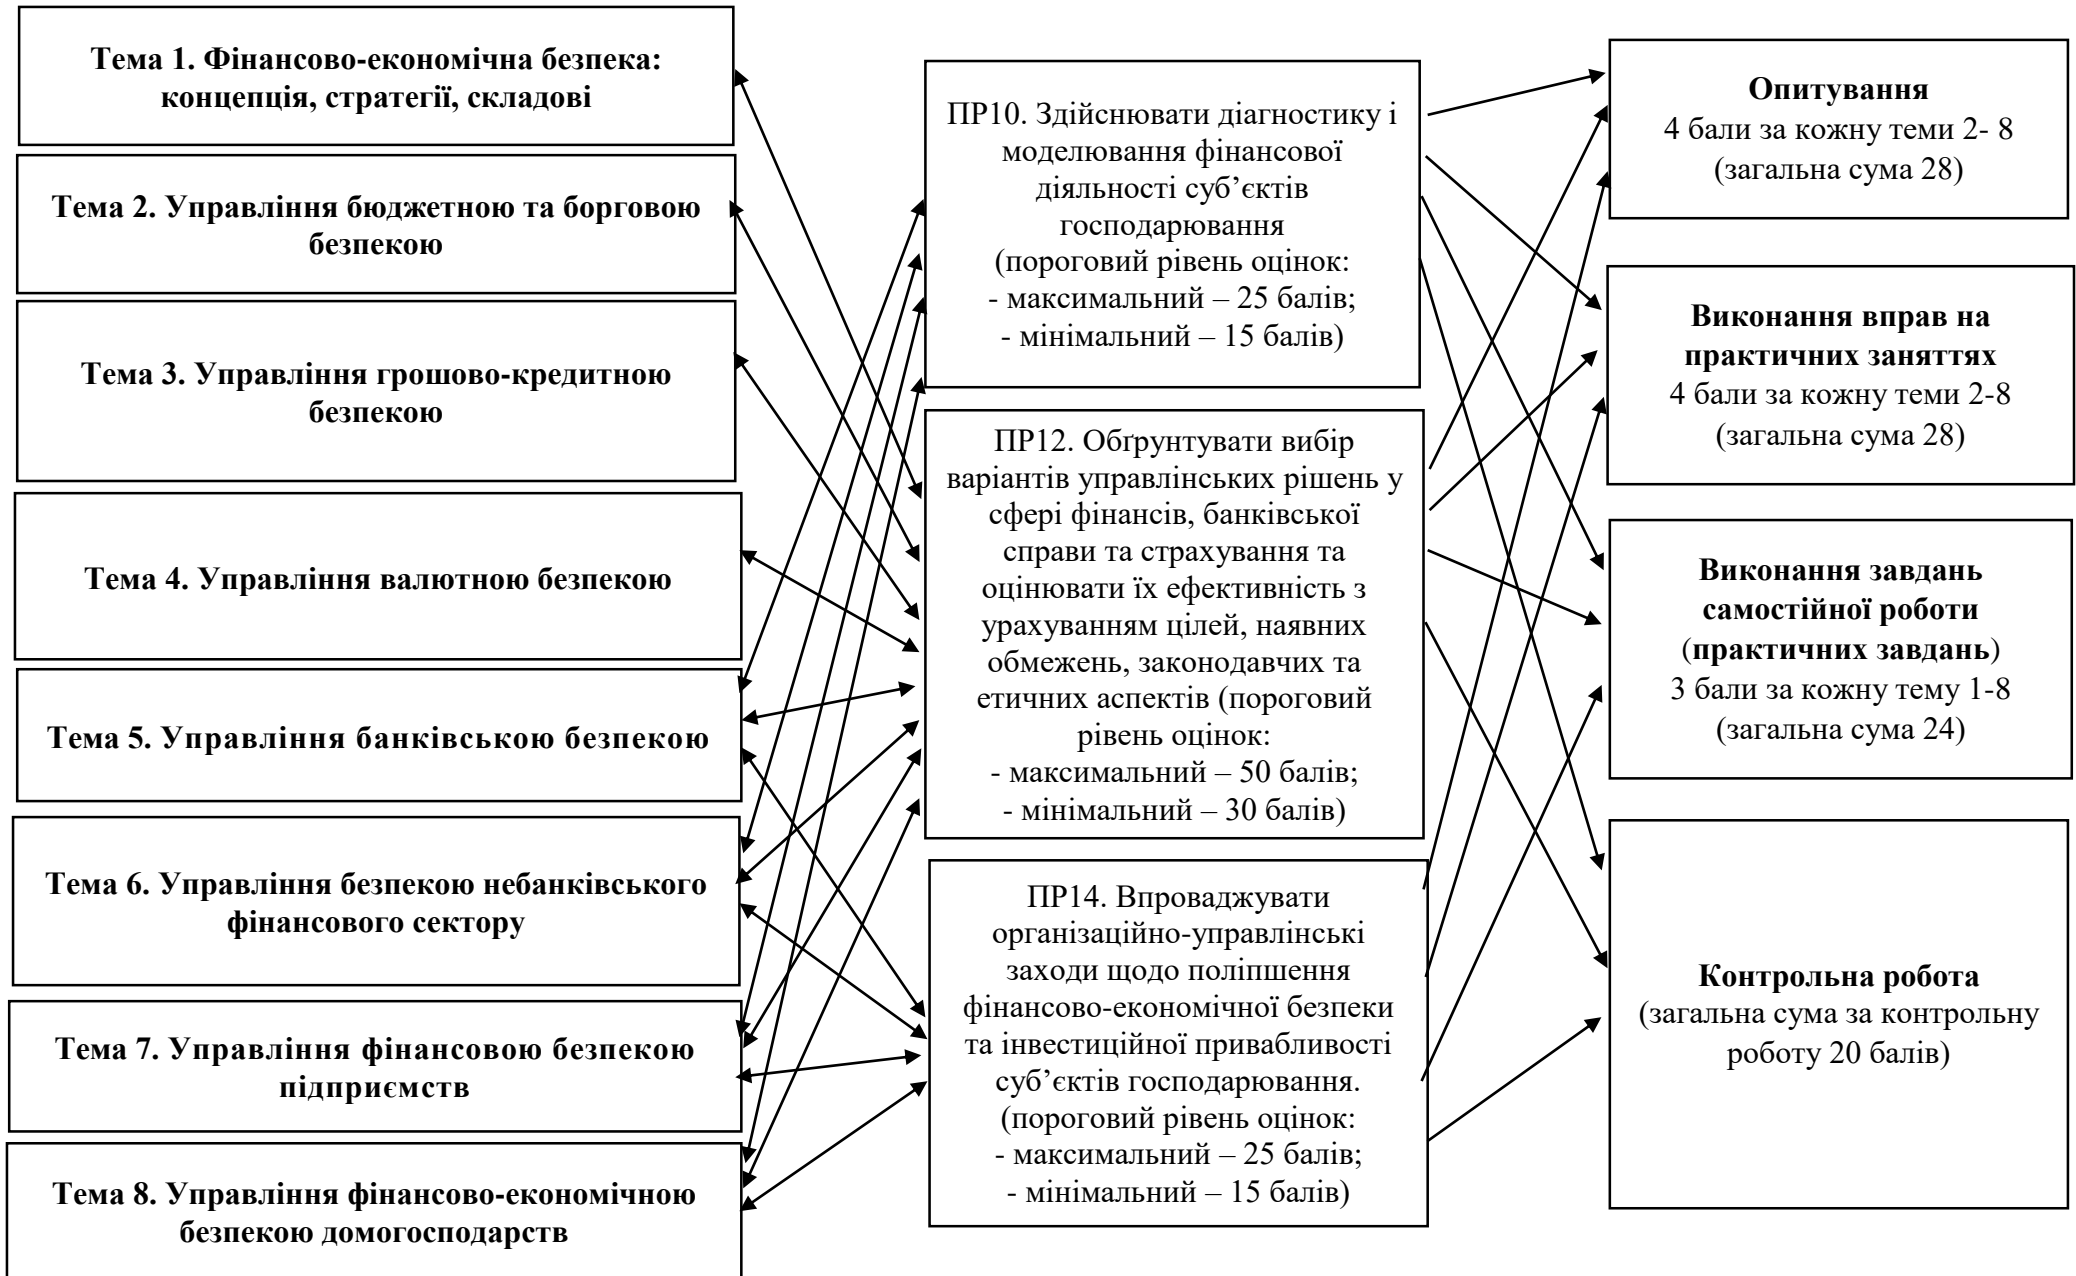 Тема 1. Фінансово-економічна безпека:
концепція, стратегії, складові
Тема 2. Управління бюджетною та борговою
безпекою
Тема 3. Управління грошово-кредитною
безпекою
Тема 4. Управління валютною безпекою
Тема 5. Управління банківською безпекою
Тема 6. Управління безпекою небанківського
фінансового сектору
Тема 7. Управління фінансовою безпекою
підприємств
Тема 8. Управління фінансово-економічною
безпекою домогосподарств
ПР10. Здійснювати діагностику і
моделювання фінансової
діяльності суб’єктів
господарювання
(пороговий рівень оцінок:
- максимальний – 25 балів;
- мінімальний – 15 балів)
ПР12. Обґрунтувати вибір
варіантів управлінських рішень у
сфері фінансів, банківської
справи та страхування та
оцінювати їх ефективність з
урахуванням цілей, наявних
обмежень, законодавчих та
етичних аспектів (пороговий
рівень оцінок:
- максимальний – 50 балів;
- мінімальний – 30 балів)
ПР14. Впроваджувати
організаційно-управлінські
заходи щодо поліпшення
фінансово-економічної безпеки
та інвестиційної привабливості
суб’єктів господарювання.
(пороговий рівень оцінок:
- максимальний – 25 балів;
- мінімальний – 15 балів)
Опитування
4 бали за кожну теми 2- 8
(загальна сума 28)
Виконання вправ на
практичних заняттях
4 бали за кожну теми 2-8
(загальна сума 28)
Виконання завдань
самостійної роботи
(практичних завдань)
3 бали за кожну тему 1-8
(загальна сума 24)
Контрольна робота
(загальна сума за контрольну
роботу 20 балів)